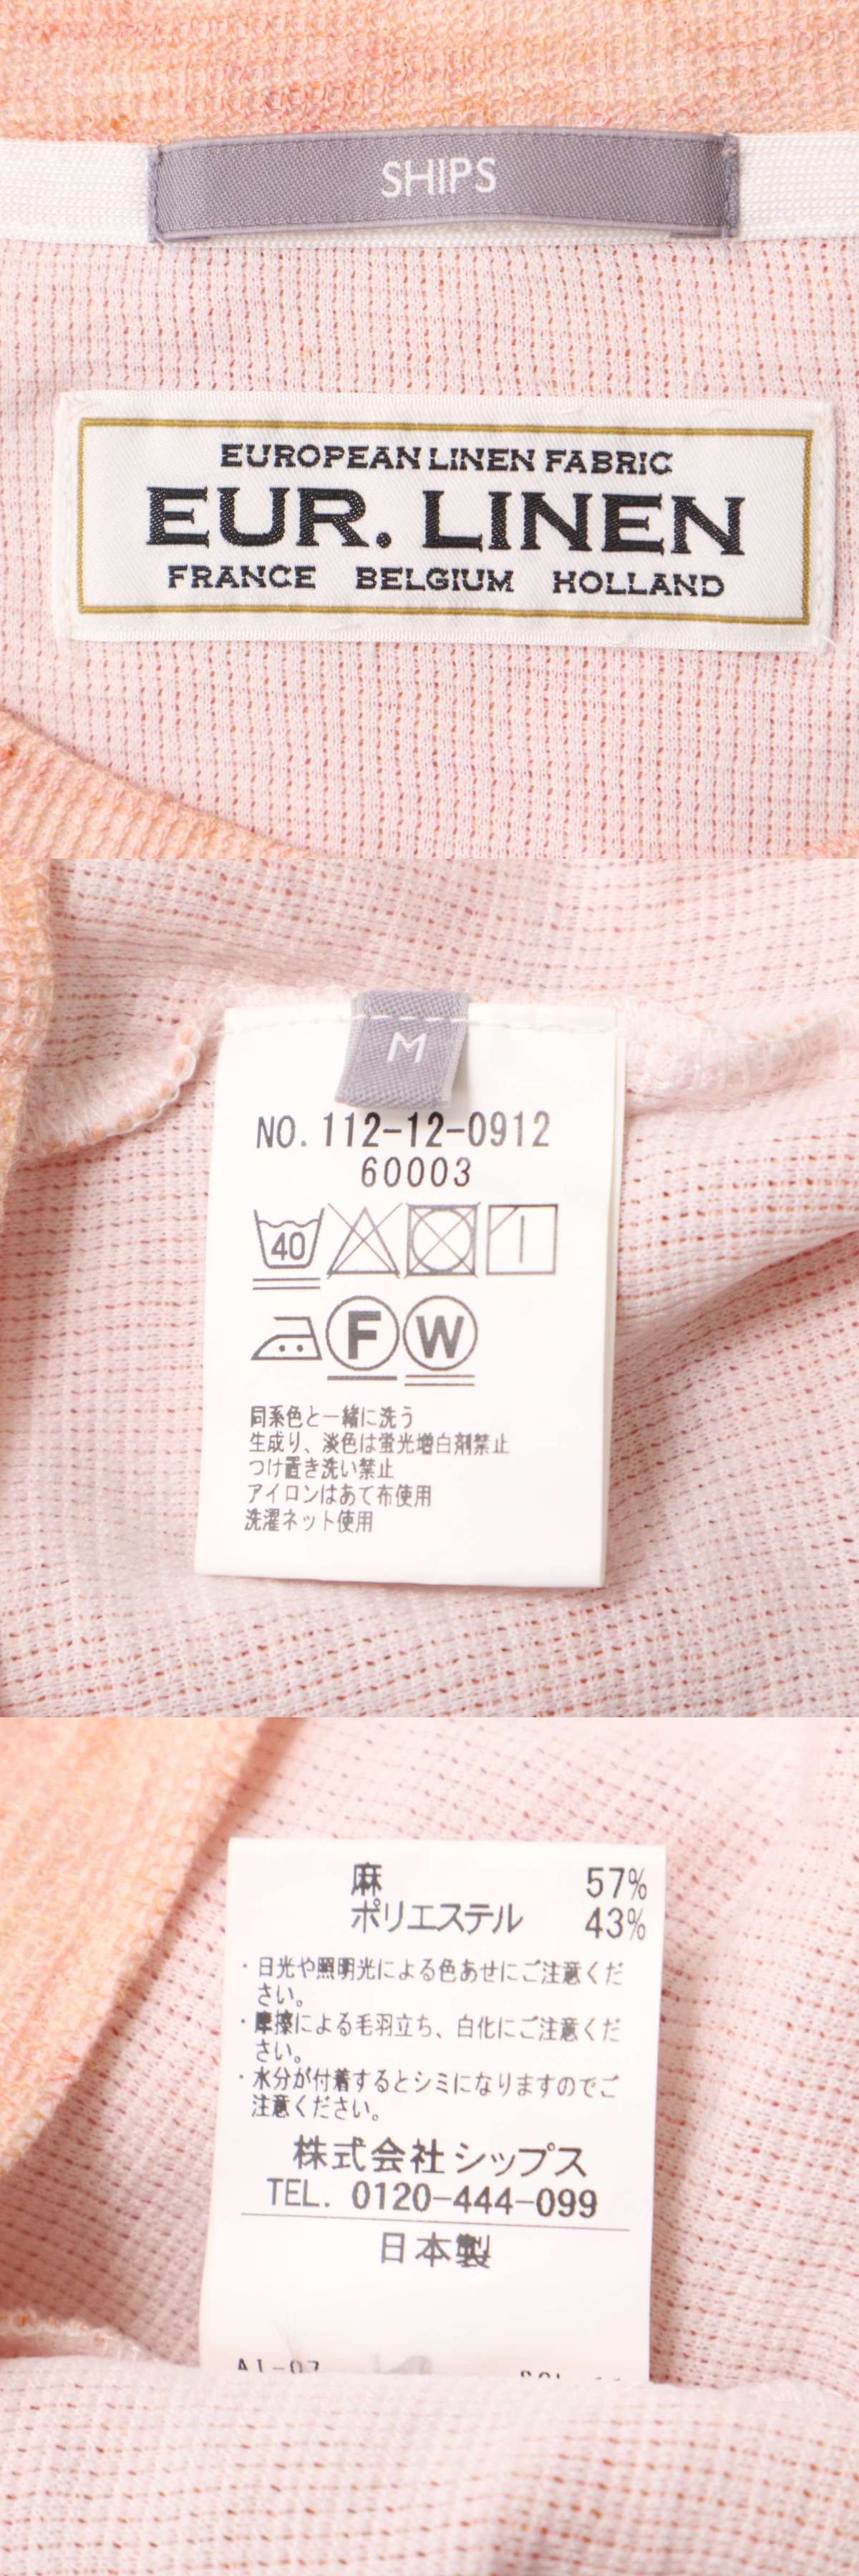 SHIPS
EUROPEAN LINEN FABRIC
EUR. LINEN
FRANCE BELGIUM HOLLAND
M
NO. 112-12-0912
60003
40
F W
同系色と一緒に洗う
生成り、淡色は蛍光増白剤禁止
つけ置き洗い禁止
アイロンはあて布使用
洗濯ネット使用
麻 57%
ポリエステル 43%
・日光や照明光による色あせにご注意くだ
さい。
・摩擦による毛羽立ち、白化にご注意くだ
さい。
・水分が付着するとシミになりますのでご
注意ください。
株式会社シップス
TEL. 0120-444-099
日本製